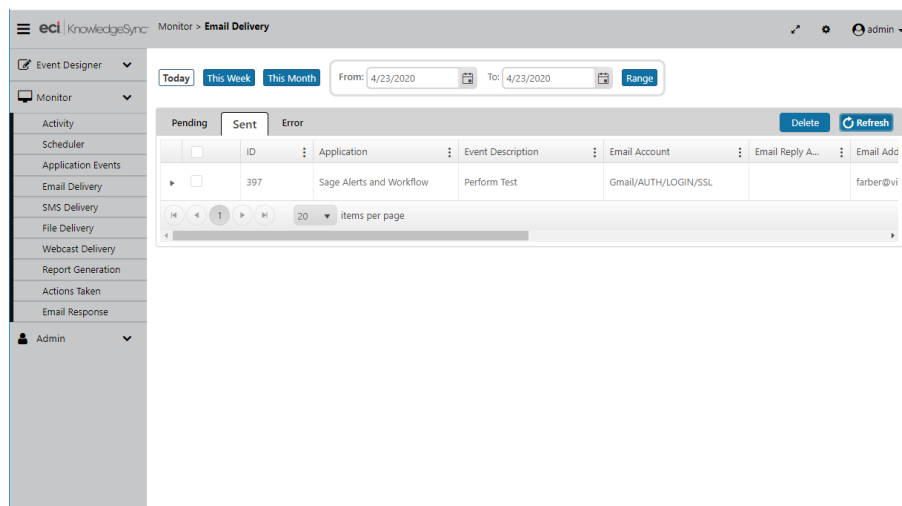 eci KnowledgeSync
Monitor > Email Delivery
admin
Event Designer
Monitor
Activity
Scheduler
Application Events
Email Delivery
SMS Delivery
File Delivery
Webcast Delivery
Report Generation
Actions Taken
Email Response
Admin
Today This Week This Month From: 4/23/2020 To: 4/23/2020 Range
Pending Sent Error Delete Refresh
ID Application Event Description Email Account Email Reply A... Email Add
397 Sage Alerts and Workflow Perform Test Gmail/AUTH/LOGIN/SSL farber@vi
1 20 items per page